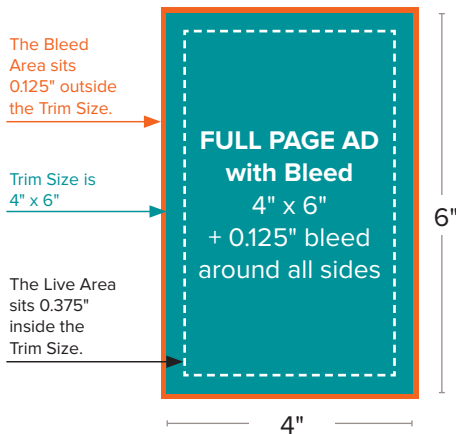 The Bleed
Area sits
0.125" outside
the Trim Size.
Trim Size is
4" x 6"
The Live Area
sits 0.375"
inside the
Trim Size.
FULL PAGE AD
with Bleed
4" x 6"
+ 0.125" bleed
around all sides
6"
4"